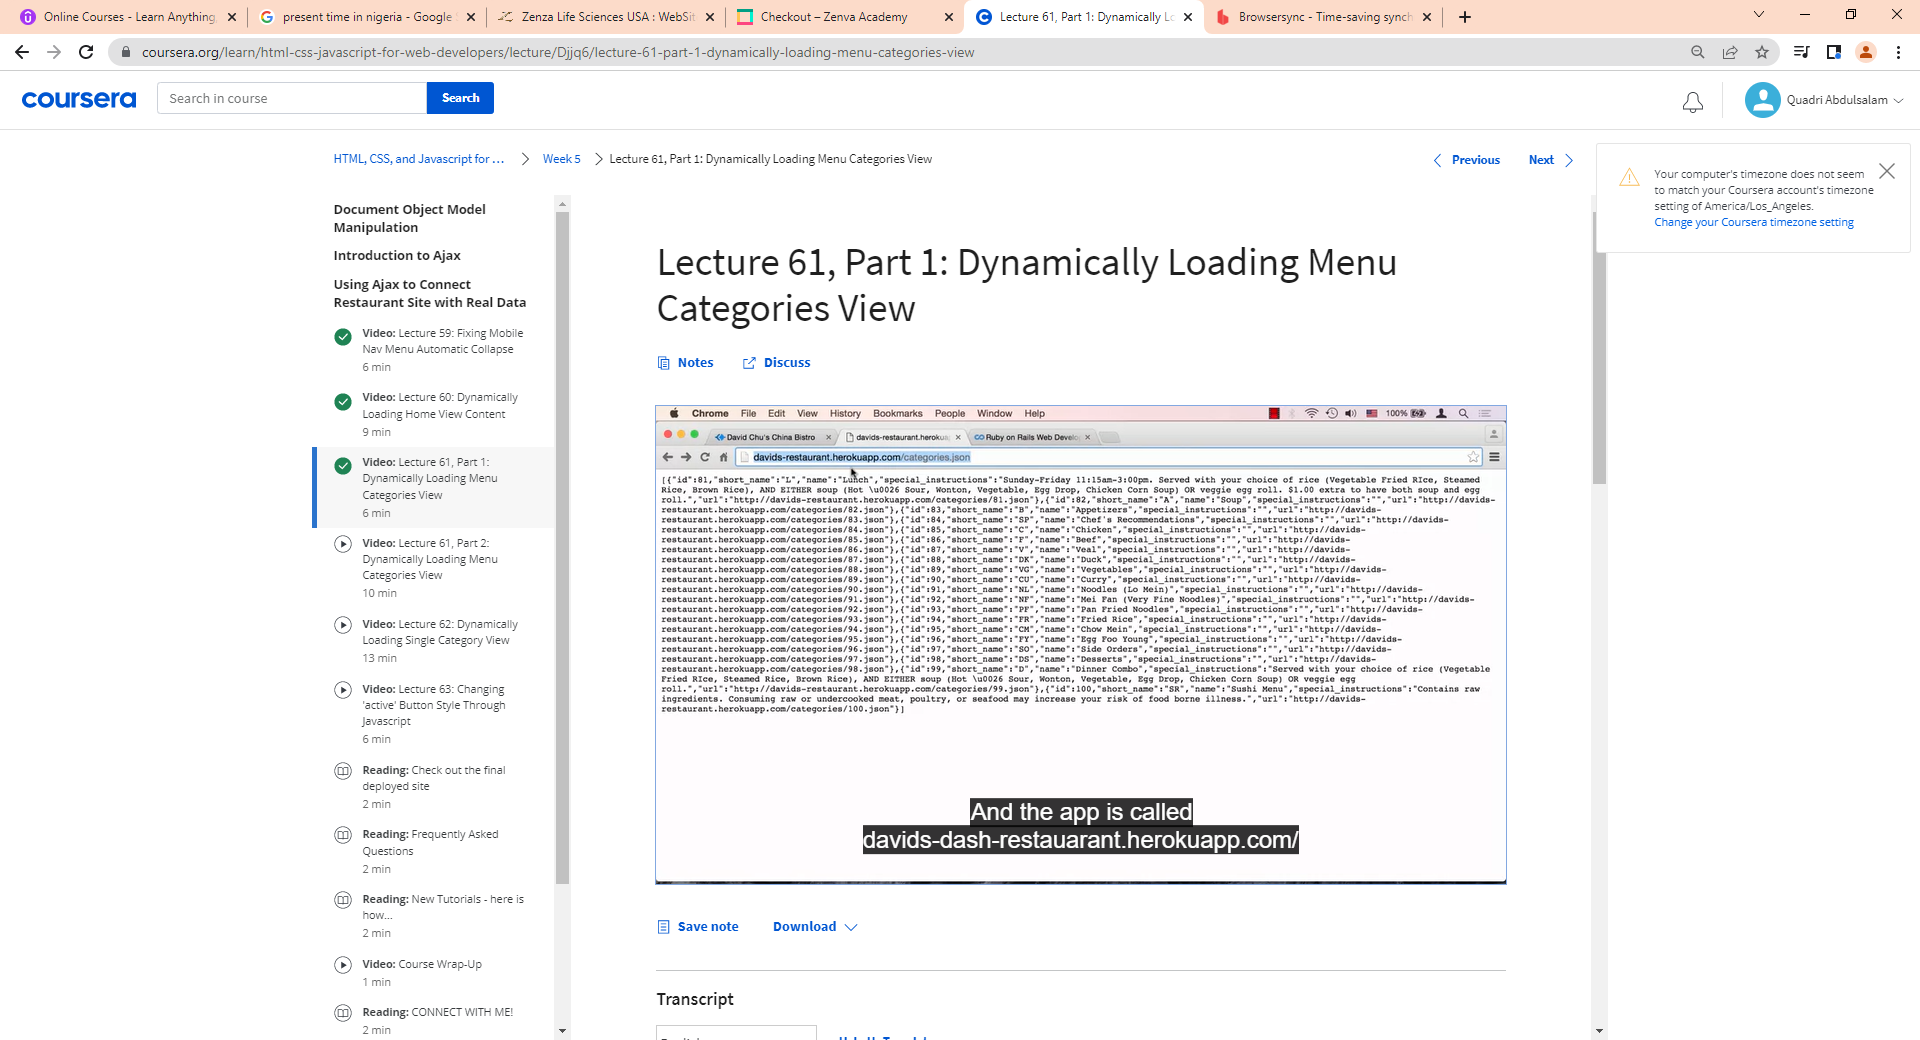 Online Courses - Learn Anything,
present time in nigeria - Google
Zenza Life Sciences USA : WebSit
Checkout – Zenva Academy
Lecture 61, Part 1: Dynamically Lo
Browsersync - Time-saving synch
coursera.org/learn/html-css-javascript-for-web-developers/lecture/Djjq6/lecture-61-part-1-dynamically-loading-menu-categories-view
coursera
Search in course
Search
Quadri Abdulsalam
HTML, CSS, and Javascript for ...
Week 5
Lecture 61, Part 1: Dynamically Loading Menu Categories View
Previous
Next
Your computer's timezone does not seem
to match your Coursera account's timezone
setting of America/Los_Angeles.
Change your Coursera timezone setting
Document Object Model
Manipulation
Introduction to Ajax
Using Ajax to Connect
Restaurant Site with Real Data
Video: Lecture 59: Fixing Mobile
Nav Menu Automatic Collapse
6 min
Video: Lecture 60: Dynamically
Loading Home View Content
9 min
Video: Lecture 61, Part 1:
Dynamically Loading Menu
Categories View
6 min
Video: Lecture 61, Part 2:
Dynamically Loading Menu
Categories View
10 min
Video: Lecture 62: Dynamically
Loading Single Category View
13 min
Video: Lecture 63: Changing
'active' Button Style Through
Javascript
6 min
Reading: Check out the final
deployed site
2 min
Reading: Frequently Asked
Questions
2 min
Reading: New Tutorials - here is
how...
2 min
Video: Course Wrap-Up
1 min
Reading: CONNECT WITH ME!
2 min
Lecture 61, Part 1: Dynamically Loading Menu
Categories View
Notes
Discuss
Chrome File Edit View History Bookmarks People Window Help
100%
David Chu's China Bistro
davids-restaurant.heroku
Ruby on Rails Web Develo
davids-restaurant.herokuapp.com/categories.json
[{"id":81,"short_name":"L","name":"Lunch","special_instructions":"Sunday-Friday 11:15am-3:00pm. Served with your choice of rice (Vegetable Fried RIce, Steamed
Rice, Brown Rice), AND EITHER soup (Hot \u0026 Sour, Wonton, Vegetable, Egg Drop, Chicken Corn Soup) OR veggie egg roll. $1.00 extra to have both soup and egg
roll.","url":"http://davids-restaurant.herokuapp.com/categories/81.json"},{"id":82,"short_name":"A","name":"Soup","special_instructions":"","url":"http://davids-
restaurant.herokuapp.com/categories/82.json"},{"id":83,"short_name":"B","name":"Appetizers","special_instructions":"","url":"http://davids-
restaurant.herokuapp.com/categories/83.json"},{"id":84,"short_name":"SP","name":"Chef's Recommendations","special_instructions":"","url":"http://davids-
restaurant.herokuapp.com/categories/84.json"},{"id":85,"short_name":"C","name":"Chicken","special_instructions":"","url":"http://davids-
restaurant.herokuapp.com/categories/85.json"},{"id":86,"short_name":"F","name":"Beef","special_instructions":"","url":"http://davids-
restaurant.herokuapp.com/categories/86.json"},{"id":87,"short_name":"V","name":"Veal","special_instructions":"","url":"http://davids-
restaurant.herokuapp.com/categories/87.json"},{"id":88,"short_name":"DK","name":"Duck","special_instructions":"","url":"http://davids-
restaurant.herokuapp.com/categories/88.json"},{"id":89,"short_name":"VG","name":"Vegetables","special_instructions":"","url":"http://davids-
restaurant.herokuapp.com/categories/89.json"},{"id":90,"short_name":"CU","name":"Curry","special_instructions":"","url":"http://davids-
restaurant.herokuapp.com/categories/90.json"},{"id":91,"short_name":"NL","name":"Noodles (Lo Mein)","special_instructions":"","url":"http://davids-
restaurant.herokuapp.com/categories/91.json"},{"id":92,"short_name":"NF","name":"Mei Fan (Very Fine Noodles)","special_instructions":"","url":"http://davids-
restaurant.herokuapp.com/categories/92.json"},{"id":93,"short_name":"PF","name":"Pan Fried Noodles","special_instructions":"","url":"http://davids-
restaurant.herokuapp.com/categories/93.json"},{"id":94,"short_name":"FR","name":"Fried Rice","special_instructions":"","url":"http://davids-
restaurant.herokuapp.com/categories/94.json"},{"id":95,"short_name":"CM","name":"Chow Mein","special_instructions":"","url":"http://davids-
restaurant.herokuapp.com/categories/95.json"},{"id":96,"short_name":"FY","name":"Egg Foo Young","special_instructions":"","url":"http://davids-
restaurant.herokuapp.com/categories/96.json"},{"id":97,"short_name":"SO","name":"Side Orders","special_instructions":"","url":"http://davids-
restaurant.herokuapp.com/categories/97.json"},{"id":98,"short_name":"DS","name":"Desserts","special_instructions":"","url":"http://davids-
restaurant.herokuapp.com/categories/98.json"},{"id":99,"short_name":"D","name":"Dinner Combo","special_instructions":"Served with your choice of rice (Vegetable
Fried RIce, Steamed Rice, Brown Rice), AND EITHER soup (Hot \u0026 Sour, Wonton, Vegetable, Egg Drop, Chicken Corn Soup) OR veggie egg
roll.","url":"http://davids-restaurant.herokuapp.com/categories/99.json"},{"id":100,"short_name":"SR","name":"Sushi Menu","special_instructions":"Contains raw
ingredients. Consuming raw or undercooked meat, poultry, or seafood may increase your risk of food borne illness.","url":"http://davids-
restaurant.herokuapp.com/categories/100.json"}]
And the app is called
davids-dash-restauarant.herokuapp.com/
Save note
Download
Transcript